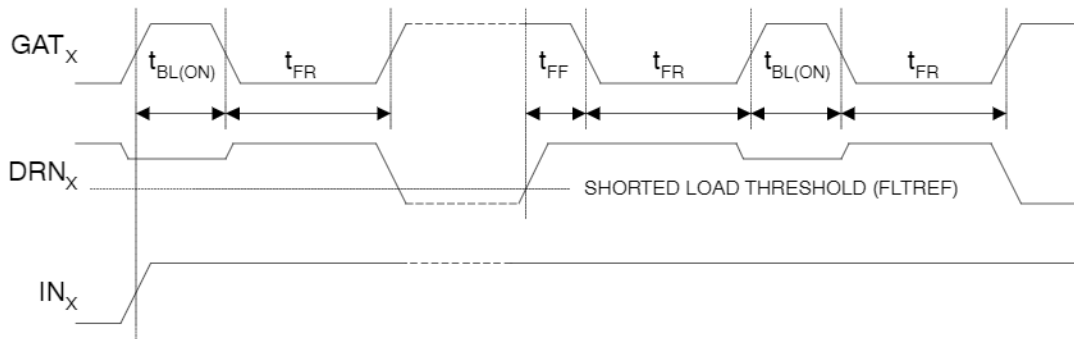 GATX
tBL(ON)
tFR
tFF
tFR
tBL(ON)
tFR
DRNX
SHORTED LOAD THRESHOLD (FLTREF)
INX